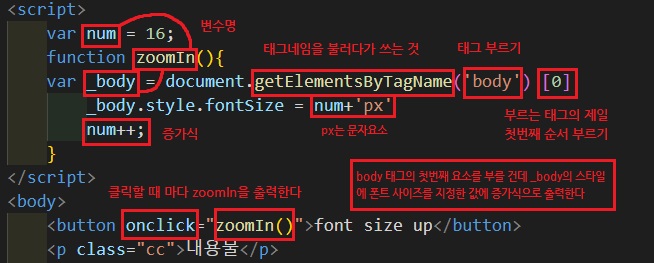 <script>
var num = 16; 변수명
function zoomIn(){ 태그네임을 불러다가 쓰는 것 태그 부르기
var _body = document.getElementsByTagName('body') [0]
_body.style.fontSize = num+'px' 부르는 태그의 제일
첫번째 순서 부르기
num++; 증가식 px는 문자요소
}
</script>
body 태그의 첫번째 요소를 부를 건데 _body의 스타일
에 폰트 사이즈를 지정한 값에 증가식으로 출력한다
클릭할 때 마다 zoomIn을 출력한다
<body>
<button onclick="zoomIn()">font size up</button>
<p class="cc">내용물</p>